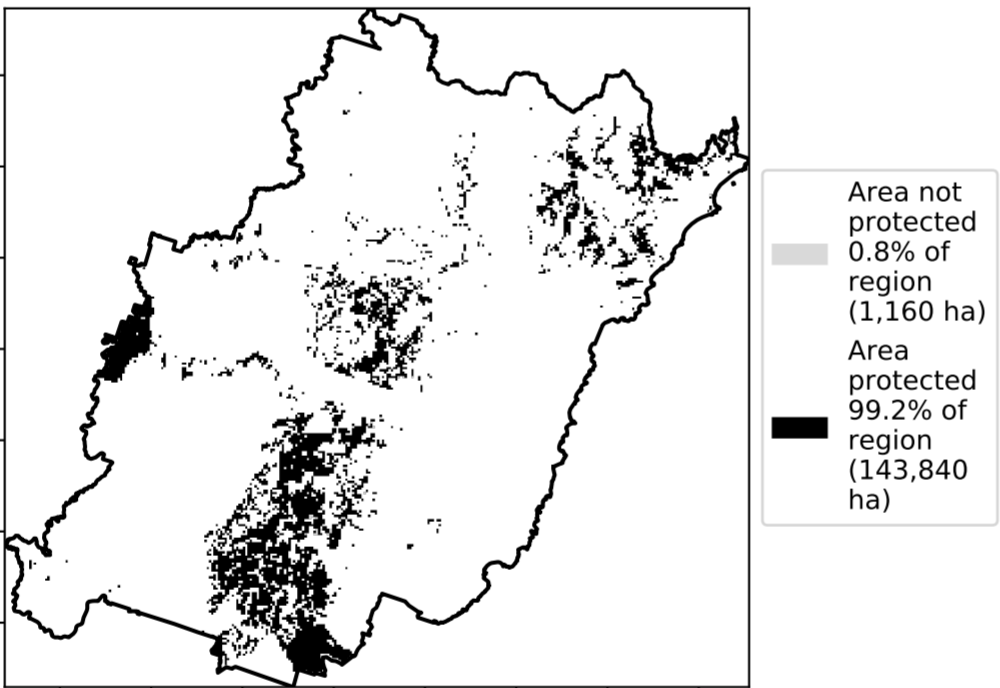 Area not
protected
0.8% of
region
(1,160 ha)
Area
protected
99.2% of
region
(143,840
ha)